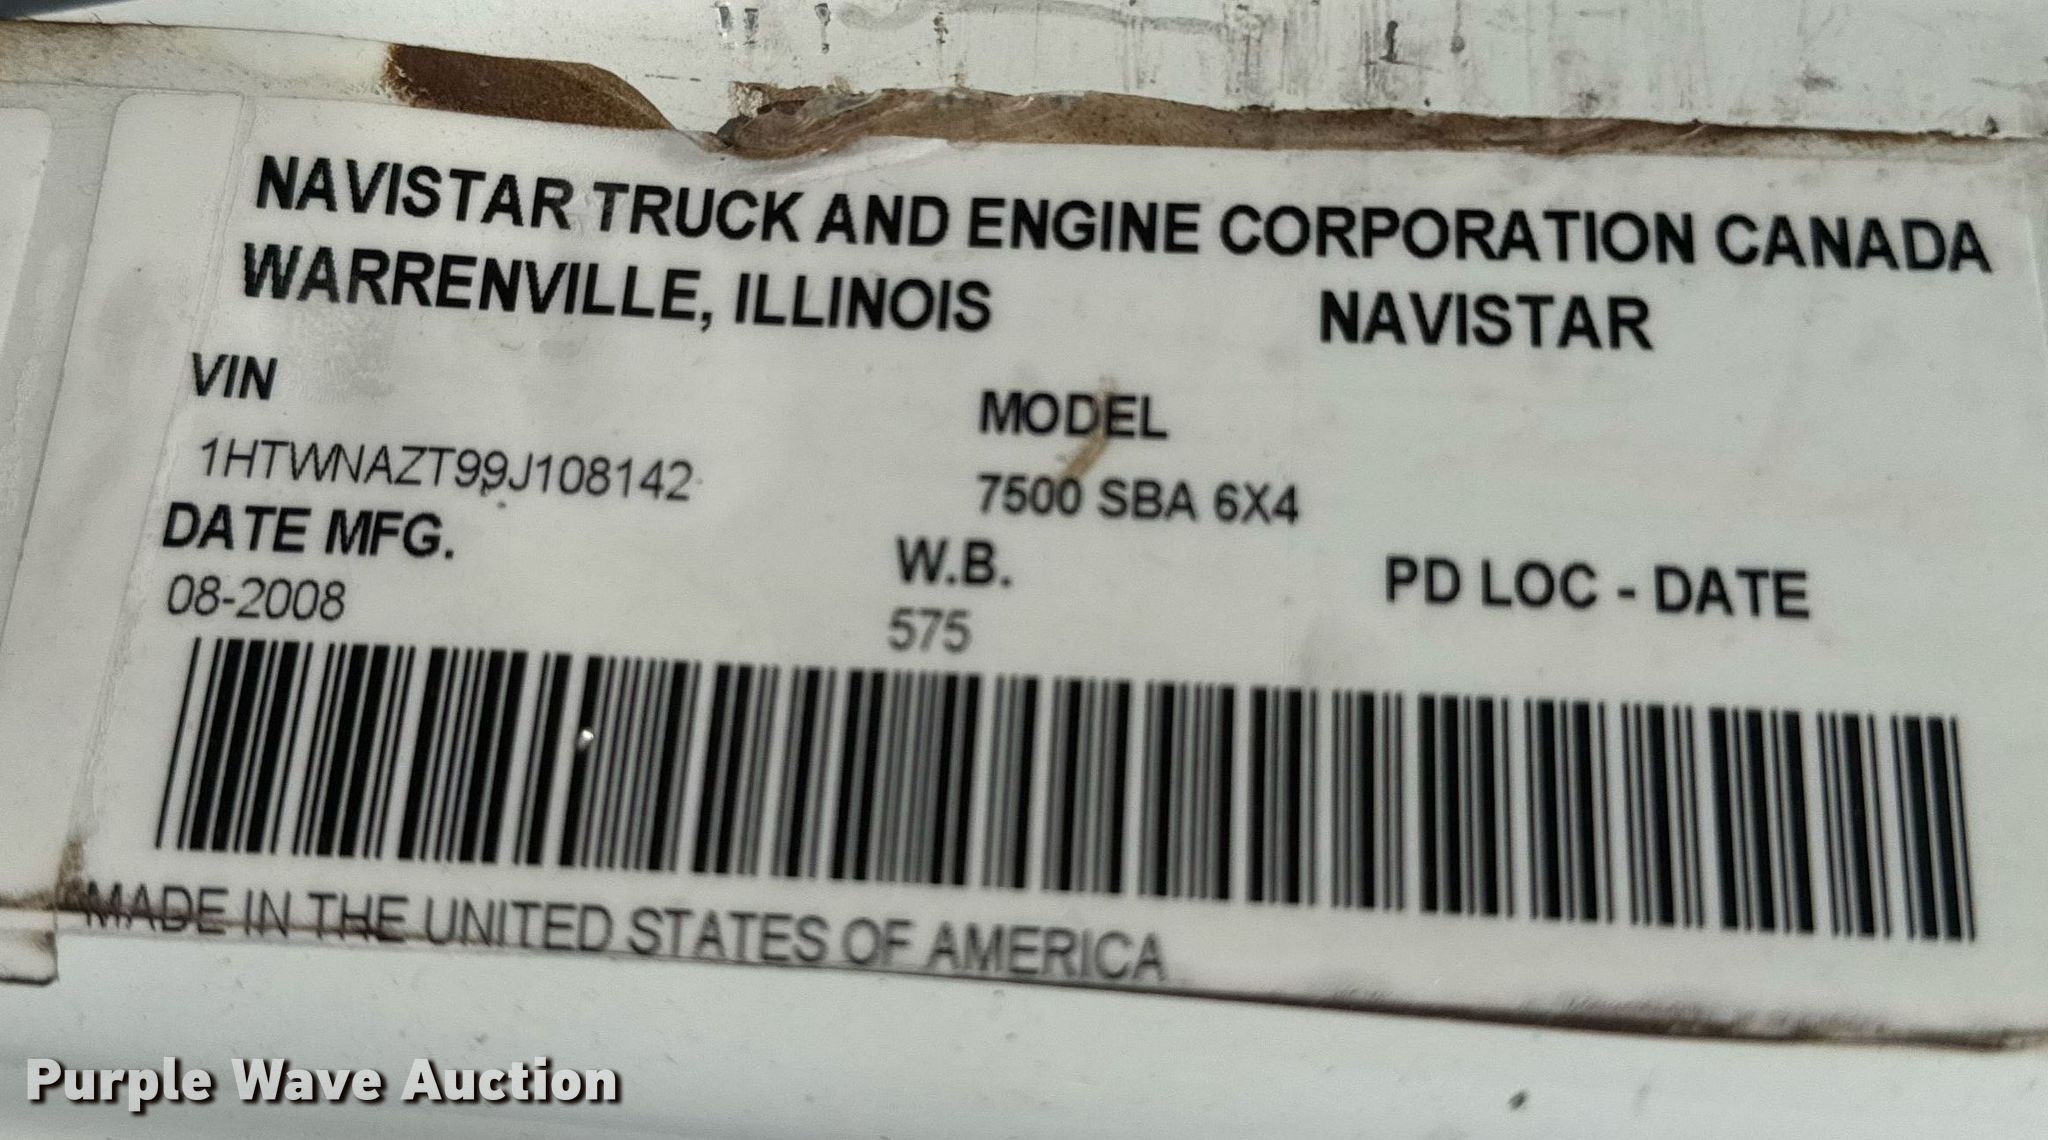 NAVISTAR TRUCK AND ENGINE CORPORATION CANADA
WARRENVILLE, ILLINOIS NAVISTAR
VIN MODEL
1HTWNAZT99J108142 7500 SBA 6X4
DATE MFG. W.B. PD LOC - DATE
08-2008 575
MADE IN THE UNITED STATES OF AMERICA
Purple Wave Auction